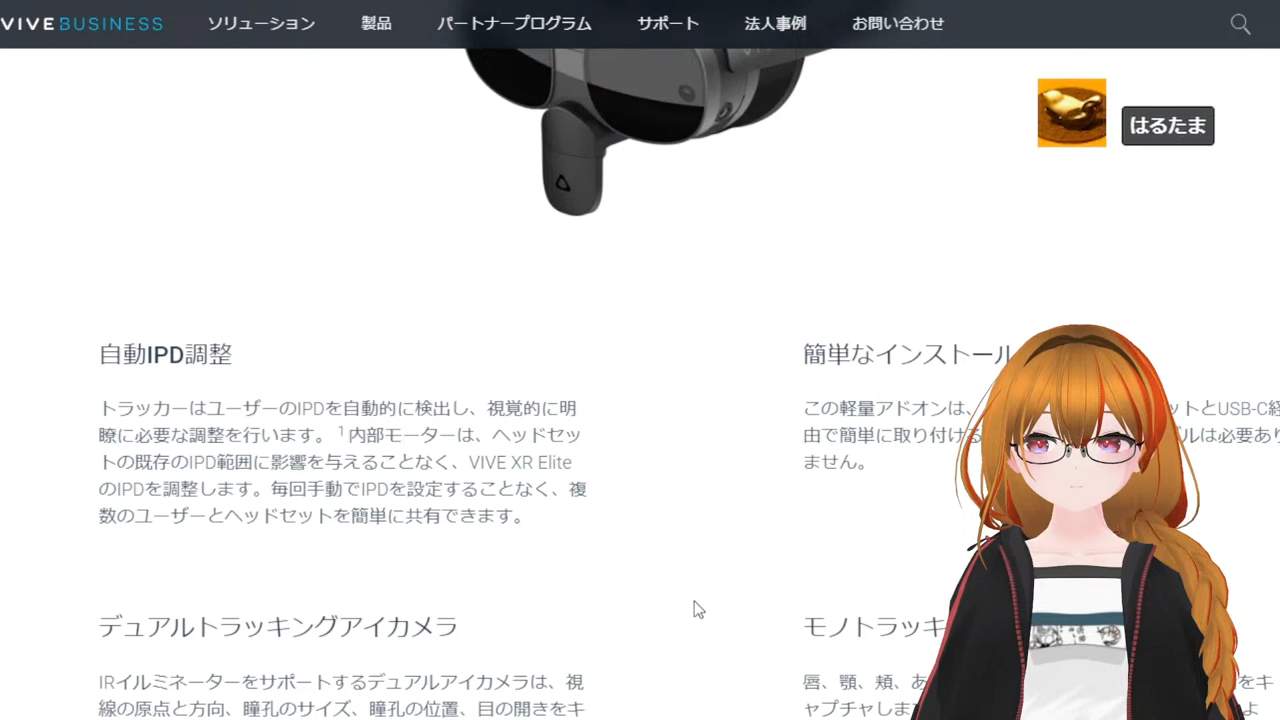 VIVE BUSINESS ソリューション 製品 パートナープログラム サポート 法人事例 お問い合わせ
はるたま
自動IPD調整
トラッカーはユーザーのIPDを自動的に検出し、視覚的に明
瞭に必要な調整を行います。1内部モーターは、ヘッドセッ
トの既存のIPD範囲に影響を与えることなく、VIVE XR Elite
のIPDを調整します。毎回手動でIPDを設定することなく、複
数のユーザーとヘッドセットを簡単に共有できます。
簡単なインストール
この軽量アドオンは、 ットとUSB-C経
由で簡単に取り付ける ルは必要あり
ません。
デュアルトラッキングアイカメラ
IRイルミネーターをサポートするデュアルアイカメラは、視
線の原点と方向、瞳孔のサイズ、瞳孔の位置、目の開きをキ
モノトラッキ
唇、顎、頬、あ をキ
ャプチャしま よ